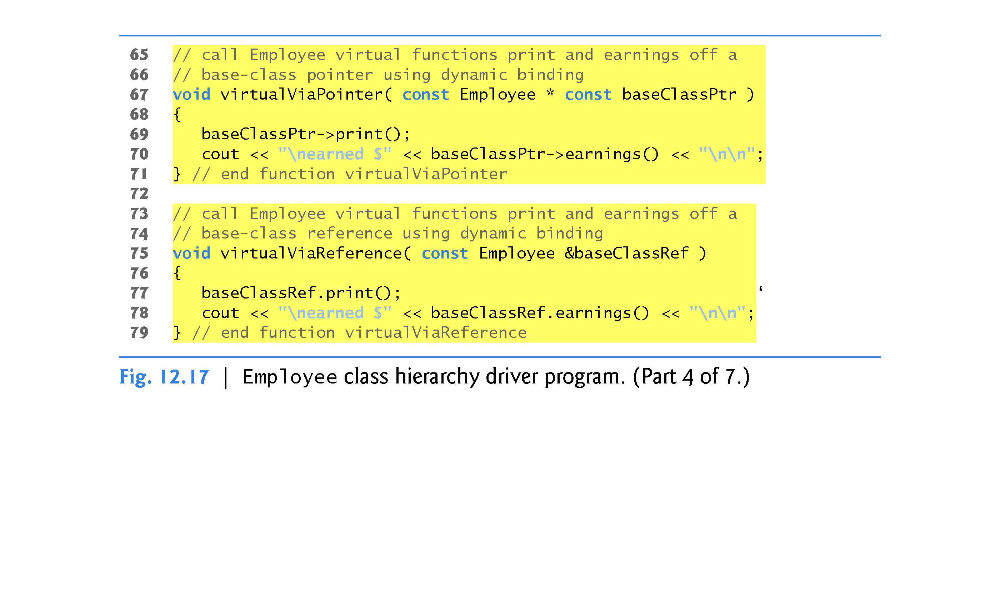 65 // call Employee virtual functions print and earnings off a
66 // base-class pointer using dynamic binding
67 void virtualViaPointer( const Employee * const baseClassPtr )
68 {
69    baseClassPtr->print();
70    cout << "\nearned $" << baseClassPtr->earnings() << "\n\n";
71 } // end function virtualViaPointer
72
73 // call Employee virtual functions print and earnings off a
74 // base-class reference using dynamic binding
75 void virtualViaReference( const Employee &baseClassRef )
76 {
77    baseClassRef.print(); ‘
78    cout << "\nearned $" << baseClassRef.earnings() << "\n\n";
79 } // end function virtualViaReference
Fig. 12.17 | Employee class hierarchy driver program. (Part 4 of 7.)